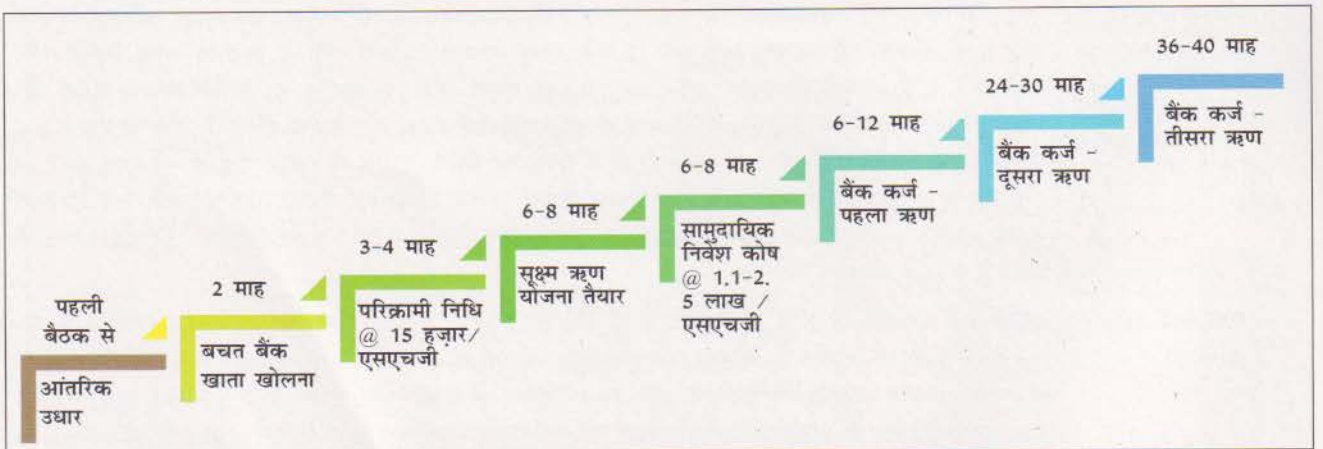 पहली
बैठक से
आंतरिक
उधार
2 माह
बचत बैंक
खाता खोलना
3-4 माह
परिक्रामी निधि
@ 15 हज़ार/
एसएचजी
6-8 माह
सूक्ष्म ऋण
योजना तैयार
6-8 माह
सामुदायिक
निवेश कोष
@ 1.1-2.
5 लाख /
एसएचजी
6-12 माह
बैंक कर्ज -
पहला ऋण
24-30 माह
बैंक कर्ज -
दूसरा ऋण
36-40 माह
बैंक कर्ज -
तीसरा ऋण